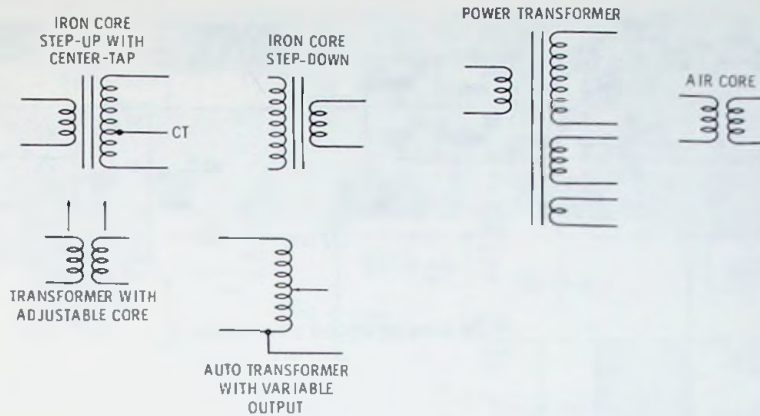 IRON CORE
STEP-UP WITH
CENTER-TAP
CT
IRON CORE
STEP-DOWN
POWER TRANSFORMER
AIR CORE
TRANSFORMER WITH
ADJUSTABLE CORE
AUTO TRANSFORMER
WITH VARIABLE
OUTPUT